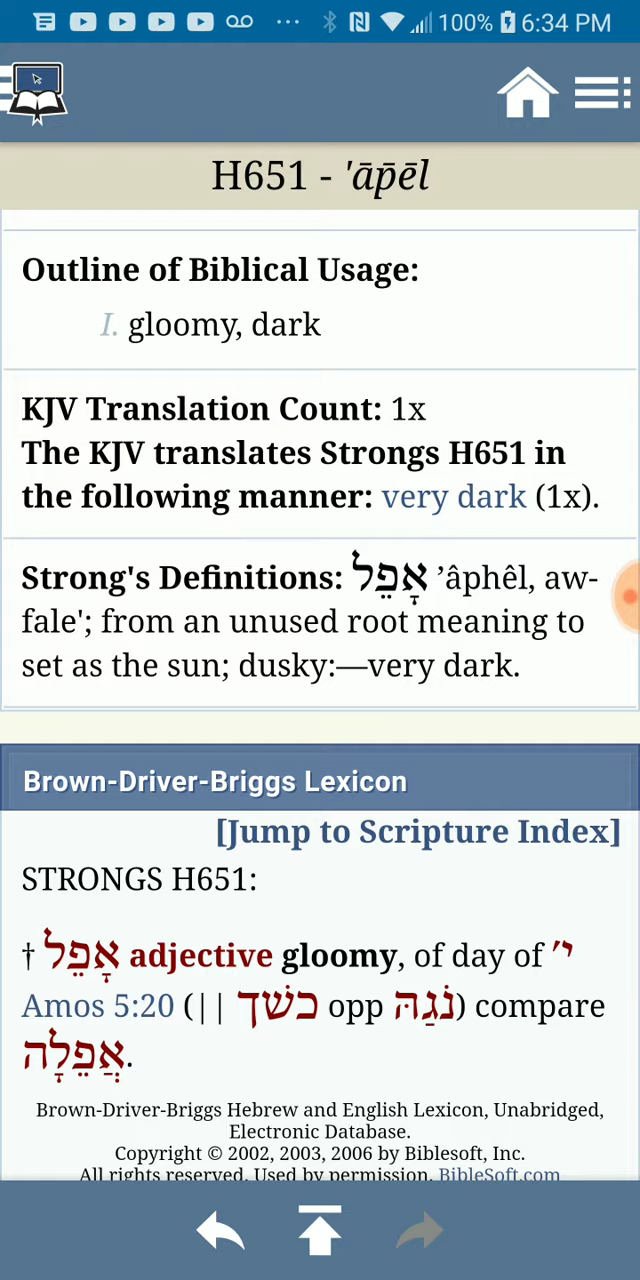 100% 6:34 PM
H651 - 'āp̄ēl
Outline of Biblical Usage:
I. gloomy, dark
KJV Translation Count: 1x
The KJV translates Strongs H651 in
the following manner: very dark (1x).
Strong's Definitions: אָפֵל ’âphêl, aw-
fale'; from an unused root meaning to
set as the sun; dusky:—very dark.
Brown-Driver-Briggs Lexicon
[Jump to Scripture Index]
STRONGS H651:
† אָפֵל adjective gloomy, of day of י׳
Amos 5:20 (|| כּשׁך opp נֹגַהּ) compare
אֲפֵלָה.
Brown-Driver-Briggs Hebrew and English Lexicon, Unabridged,
Electronic Database.
Copyright © 2002, 2003, 2006 by Biblesoft, Inc.
All rights reserved. Used by permission. BibleSoft.com